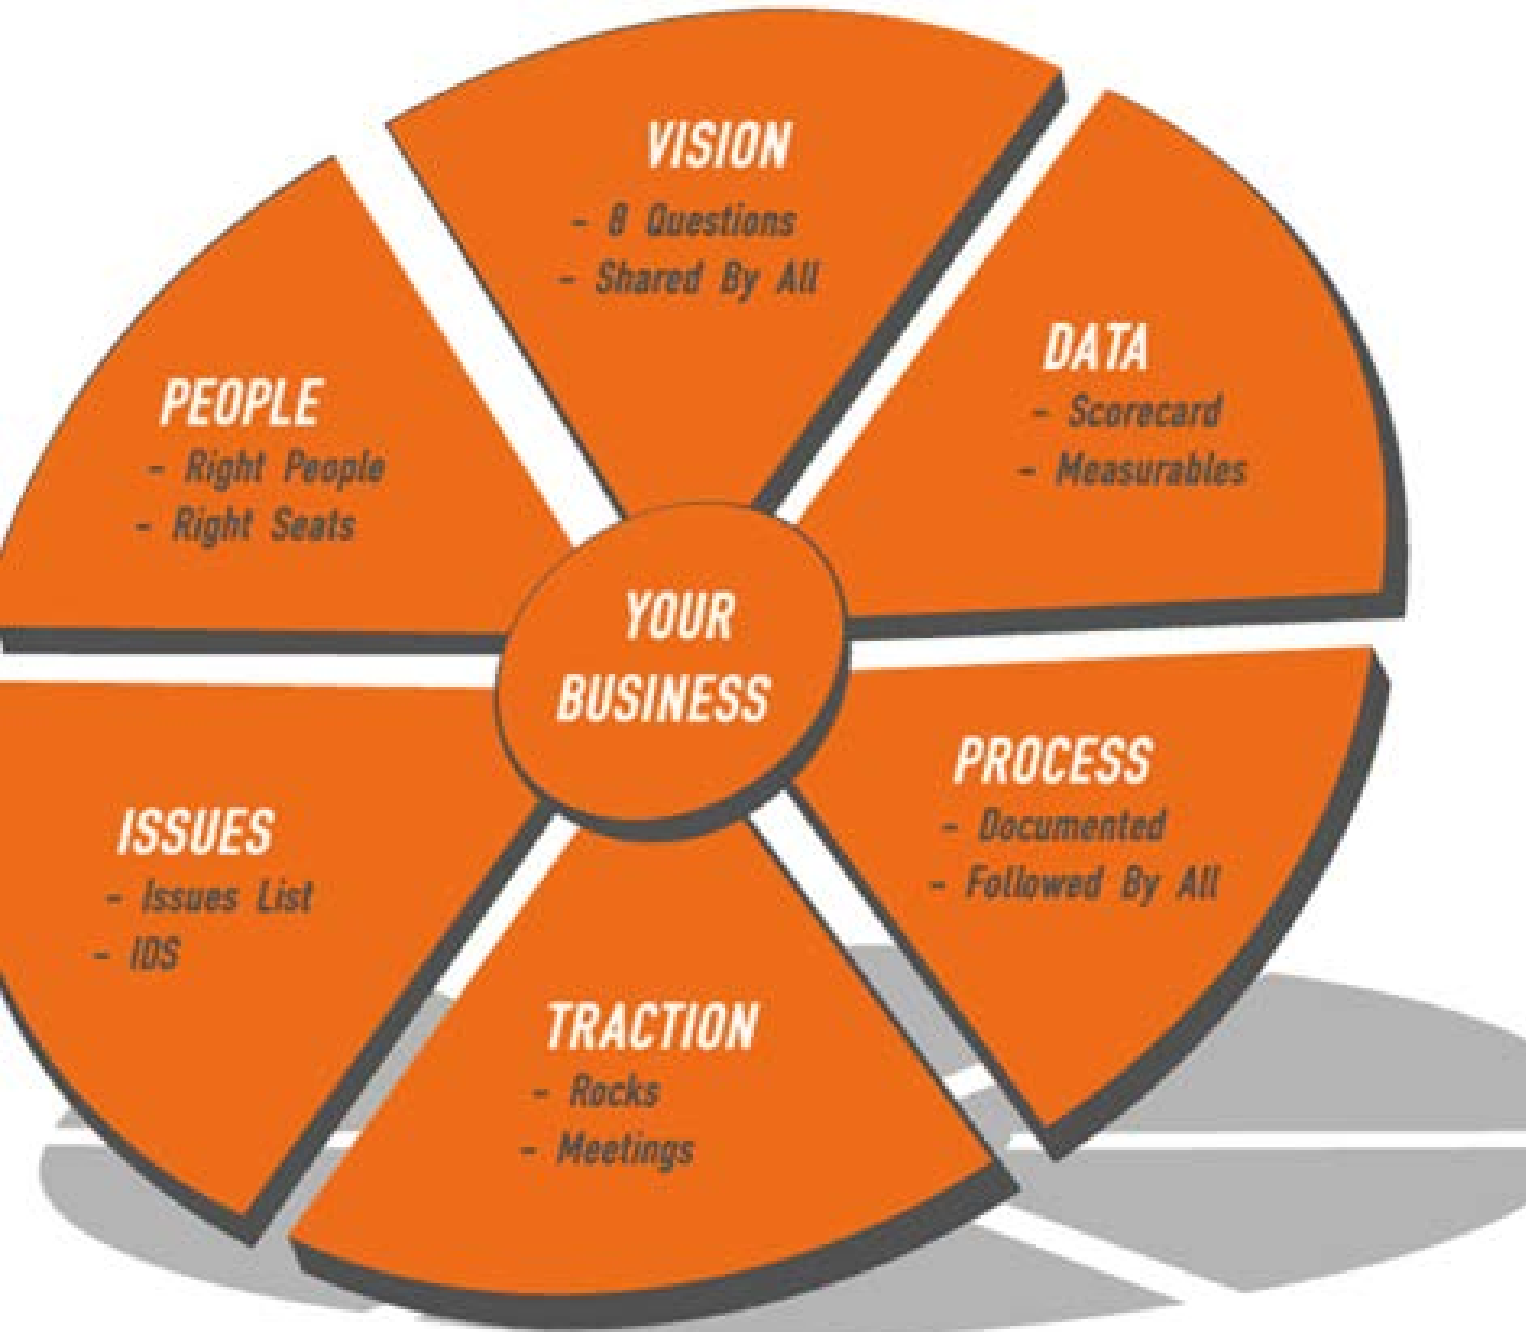 VISION
- 8 Questions
- Shared By All
DATA
- Scorecard
- Measurables
PEOPLE
- Right People
- Right Seats
YOUR
BUSINESS
PROCESS
- Documented
- Followed By All
ISSUES
- Issues List
- IDS
TRACTION
- Rocks
- Meetings